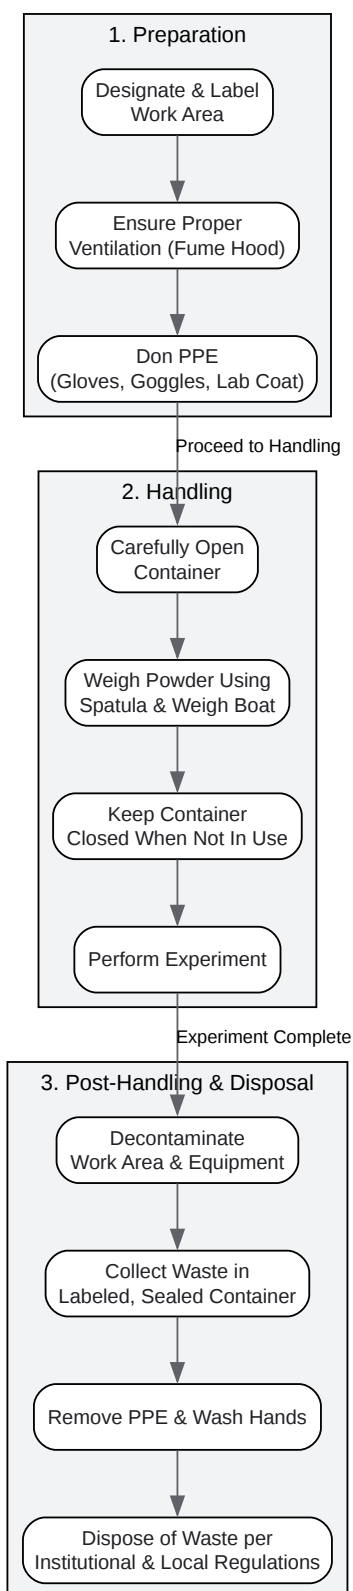 1. Preparation
Designate & Label
Work Area
Ensure Proper
Ventilation (Fume Hood)
Don PPE
(Gloves, Goggles, Lab Coat)
Proceed to Handling
2. Handling
Carefully Open
Container
Weigh Powder Using
Spatula & Weigh Boat
Keep Container
Closed When Not In Use
Perform Experiment
Experiment Complete
3. Post-Handling & Disposal
Decontaminate
Work Area & Equipment
Collect Waste in
Labeled, Sealed Container
Remove PPE & Wash Hands
Dispose of Waste per
Institutional & Local Regulations